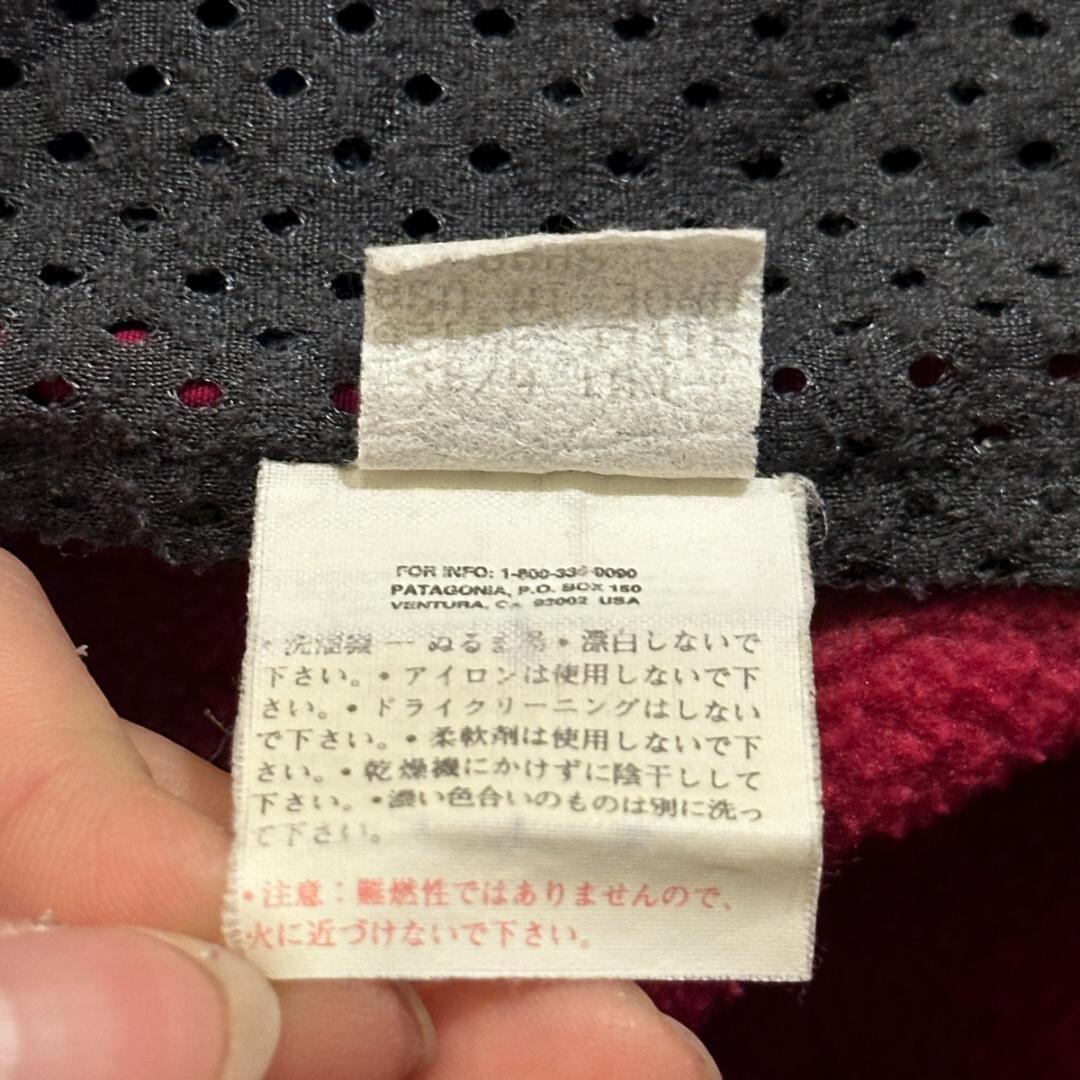 FOR INFO: 1-800-336-9090
PATAGONIA, P.O. BOX 150
VENTURA, CA 93002 USA
ぬるま湯・漂白しないで
下さい。・アイロンは使用しないで下
さい。・ドライクリーニングはしない
で下さい。・柔軟剤は使用しないで下
さい。・乾燥機にかけずに陰干しして
下さい。・濃い色合いのものは別に洗っ
て下さい。
・注意：難燃性ではありませんので、
火に近づけないで下さい。